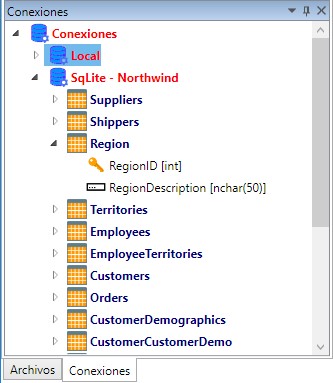 Conexiones
Conexiones
Local
SqLite - Northwind
Suppliers
Shippers
Region
RegionID [int]
RegionDescription [nchar(50)]
Territories
Employees
EmployeeTerritories
Customers
Orders
CustomerDemographics
CustomerCustomerDemo
Archivos
Conexiones